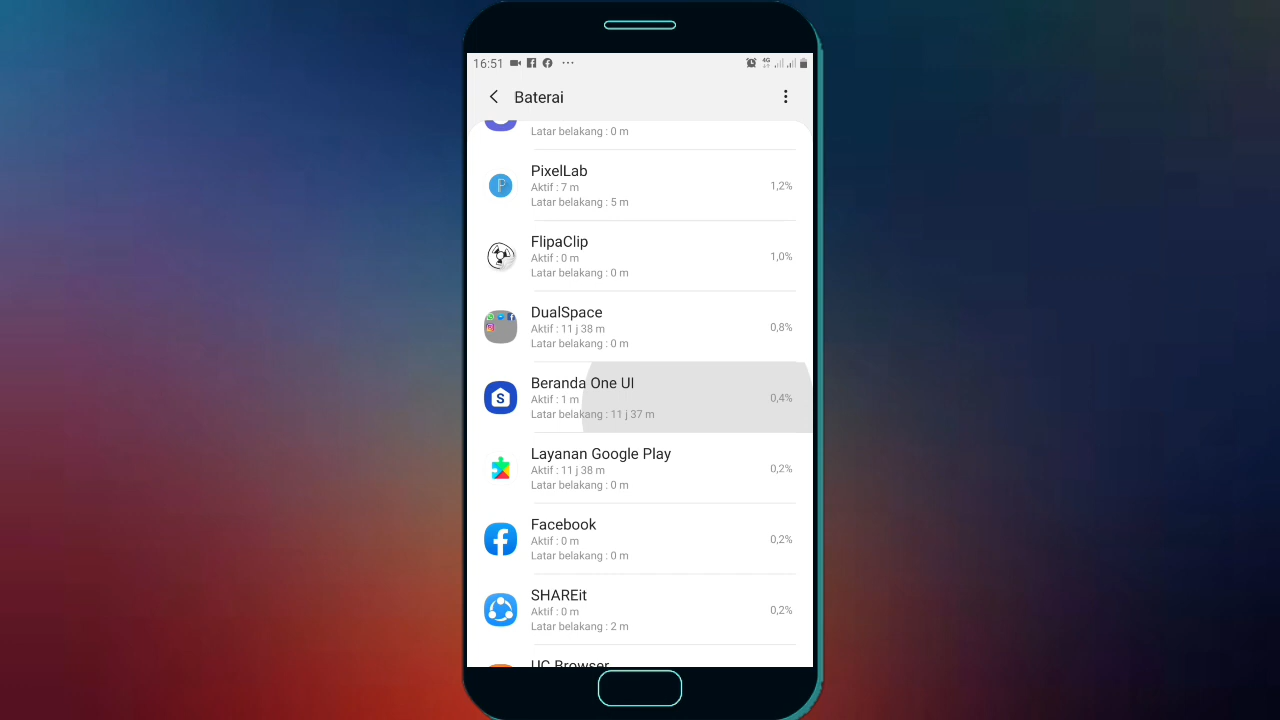 16:51
4G
Baterai
Latar belakang : 0 m
PixelLab
Aktif : 7 m
1,2%
Latar belakang : 5 m
FlipaClip
Aktif : 0 m
1,0%
Latar belakang : 0 m
DualSpace
Aktif : 11 j 38 m
0,8%
Latar belakang : 0 m
Beranda One UI
Aktif : 1 m
0,4%
Latar belakang : 11 j 37 m
Layanan Google Play
Aktif : 11 j 38 m
0,2%
Latar belakang : 0 m
Facebook
Aktif : 0 m
0,2%
Latar belakang : 0 m
SHAREit
Aktif : 0 m
0,2%
Latar belakang : 2 m
UC Browser